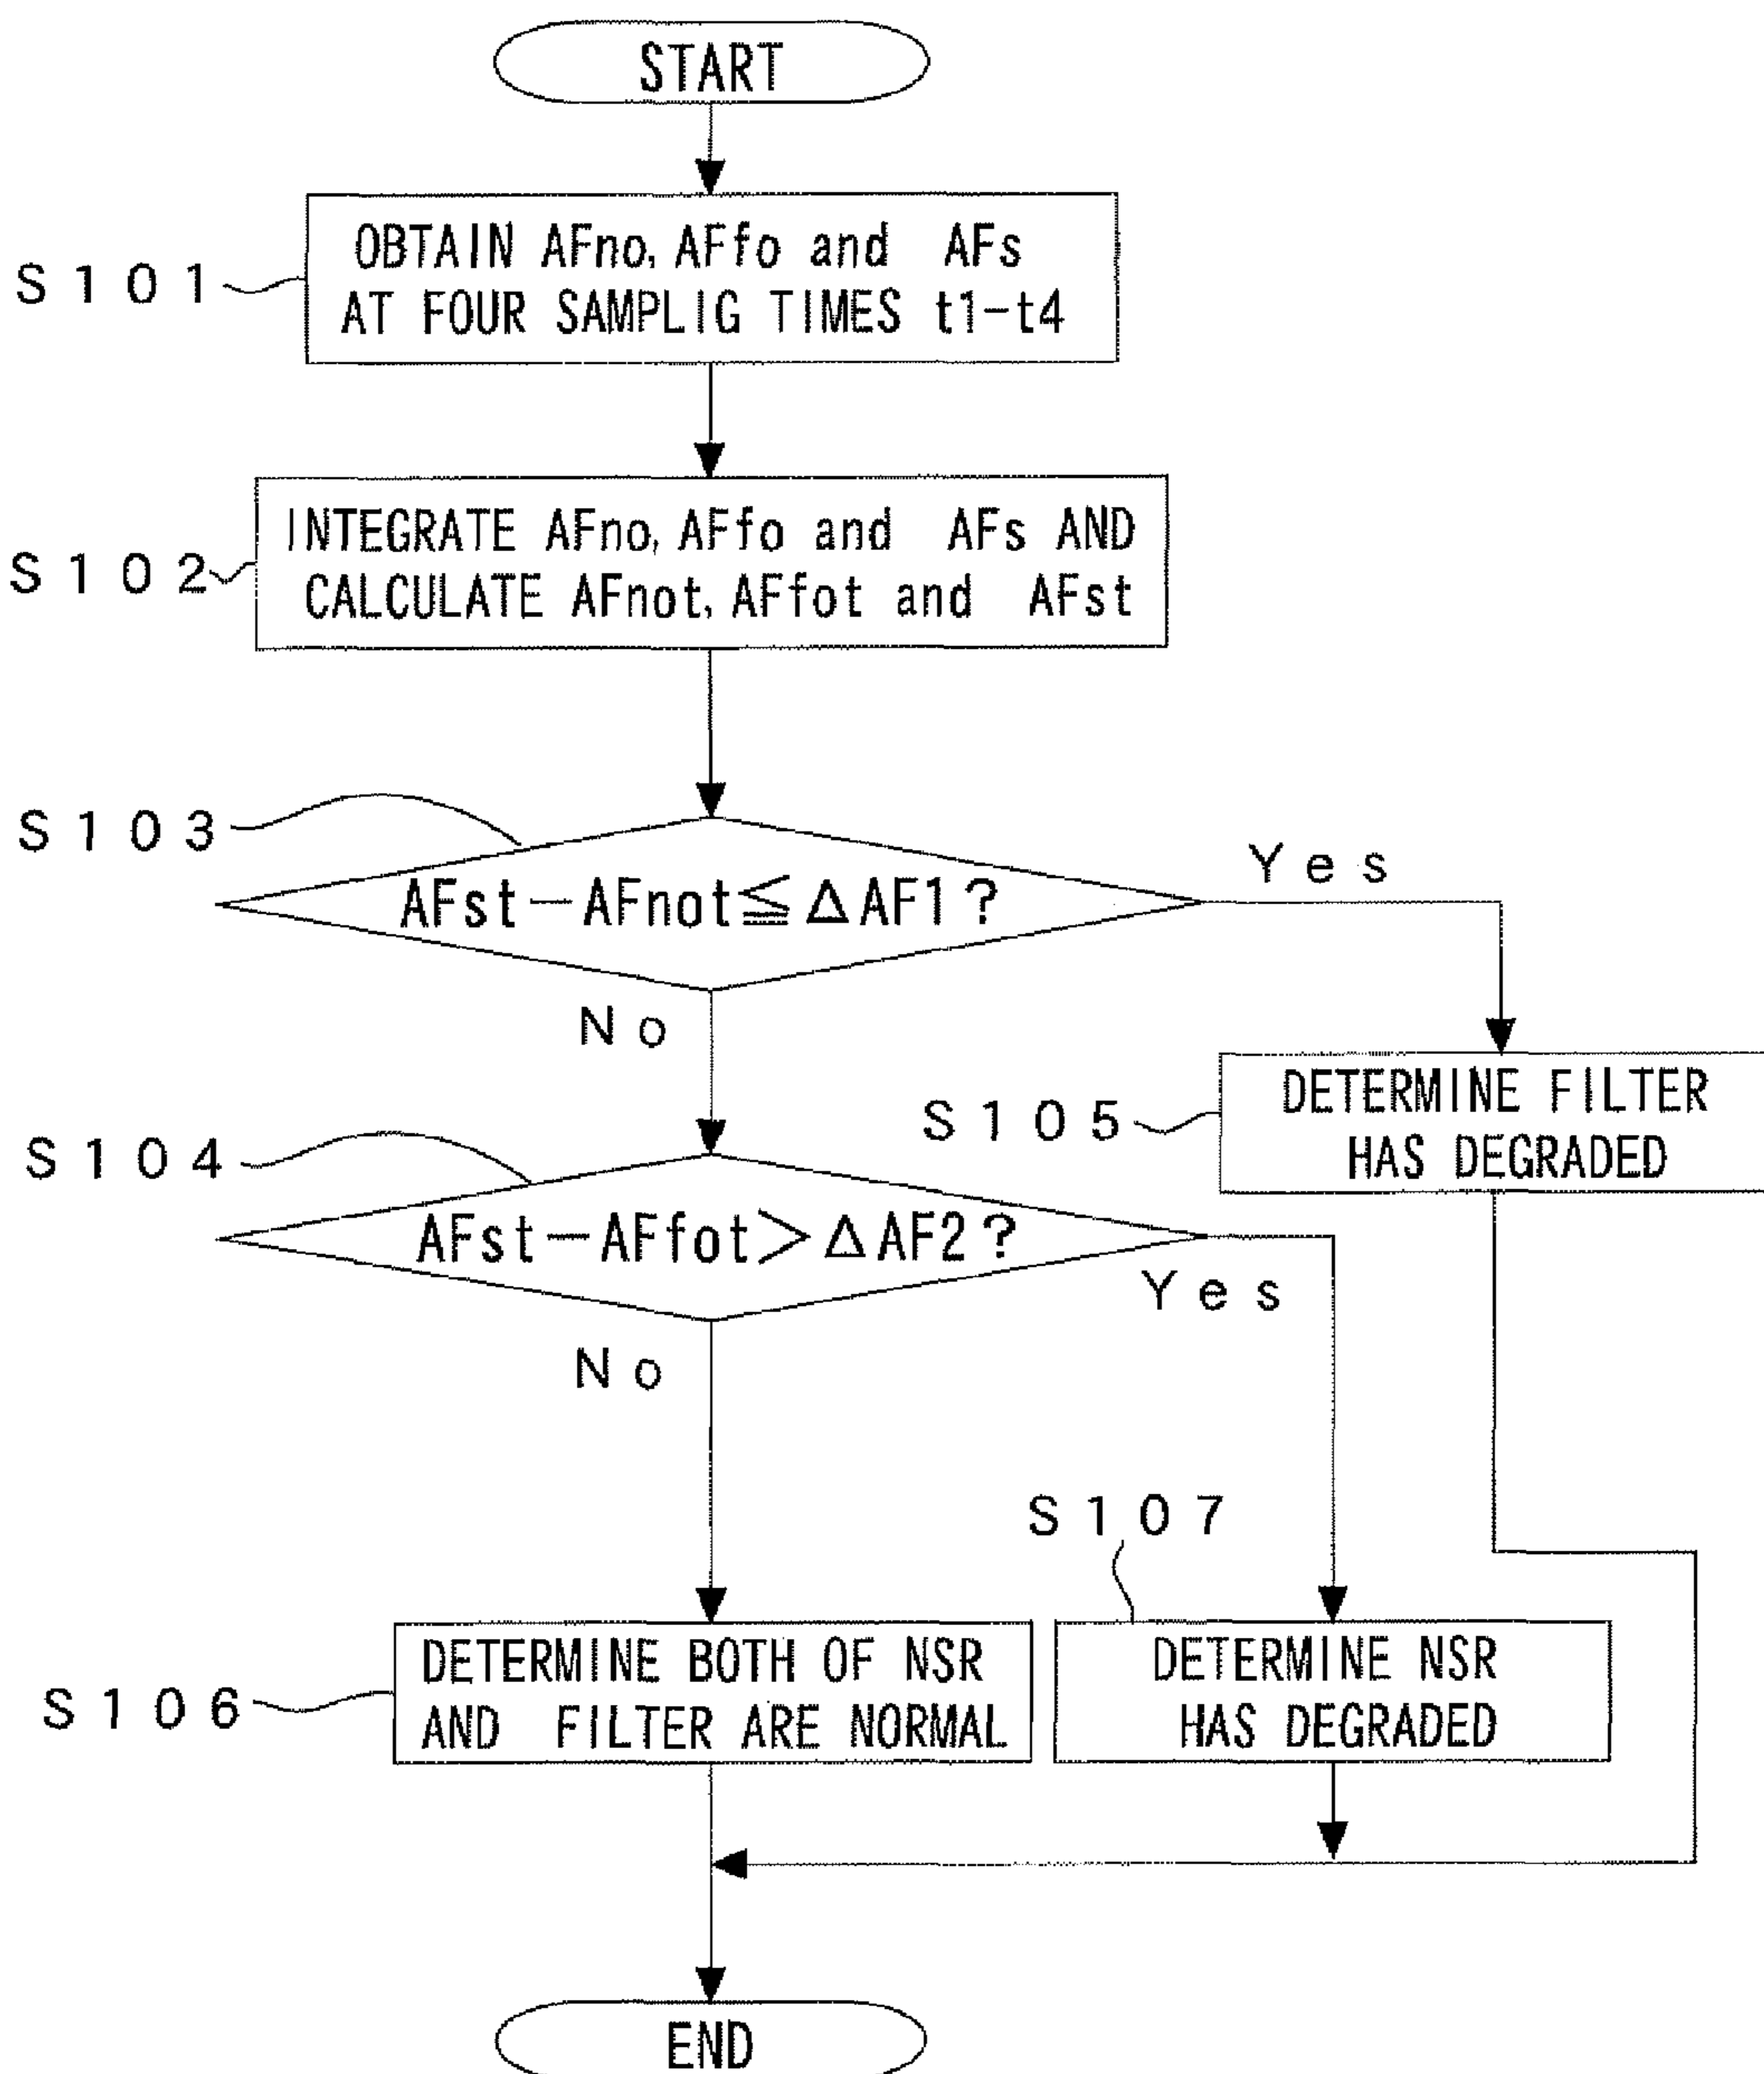 START
S101
OBTAIN AFno, AFfo and AFs
AT FOUR SAMPLIG TIMES t1-t4
S102
INTEGRATE AFno, AFfo and AFs AND
CALCULATE AFnot, AFfot and AFst
S103
AFst-AFnot≦ΔAF1?
Yes
No
S105
DETERMINE FILTER
HAS DEGRADED
S104
AFst-AFfot>ΔAF2?
Yes
No
S107
S106
DETERMINE BOTH OF NSR
AND FILTER ARE NORMAL
DETERMINE NSR
HAS DEGRADED
END